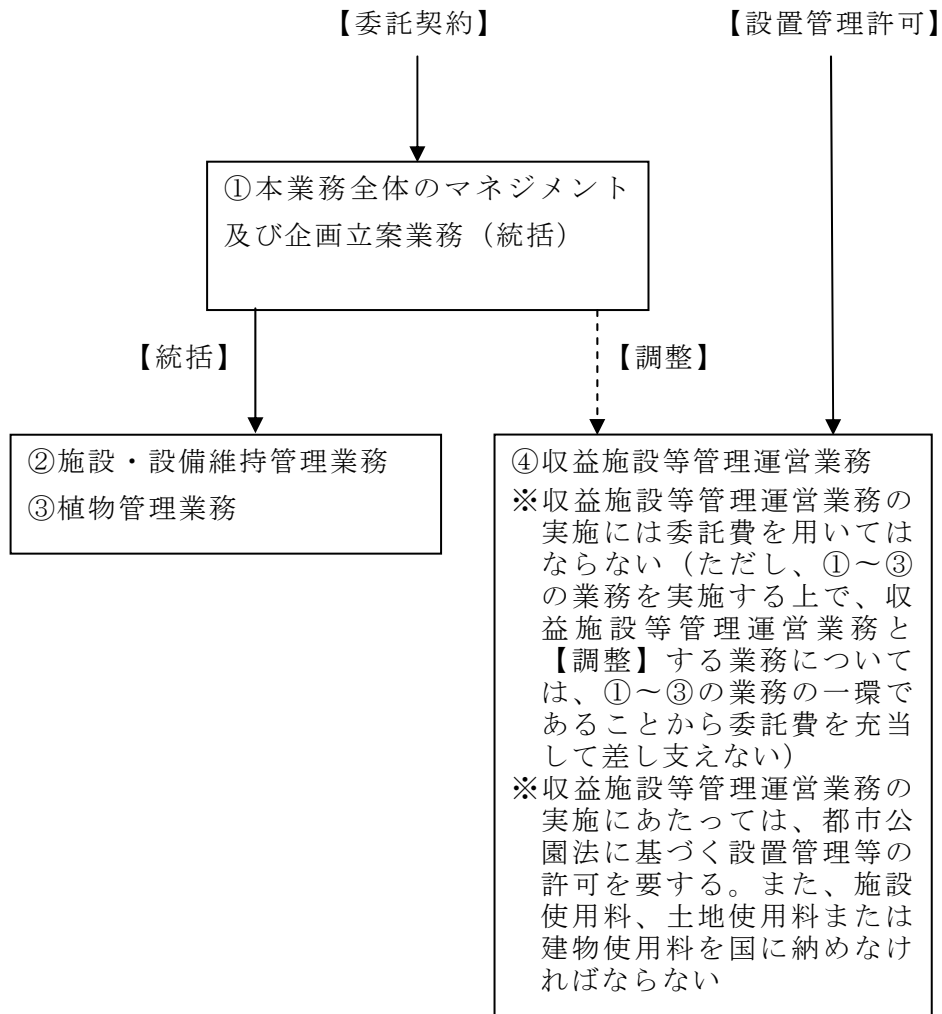 【委託契約】
【設置管理許可】
①本業務全体のマネジメント
及び企画立案業務（統括）
【統括】
【調整】
②施設・設備維持管理業務
③植物管理業務
④収益施設等管理運営業務
※収益施設等管理運営業務の
実施には委託費を用いては
ならない（ただし、①～③
の業務を実施する上で、収
益施設等管理運営業務と
【調整】する業務について
は、①～③の業務の一環で
あることから委託費を充当
して差し支えない）
※収益施設等管理運営業務の
実施にあたっては、都市公
園法に基づく設置管理等の
許可を要する。また、施設
使用料、土地使用料または
建物使用料を国に納めなけ
ればならない